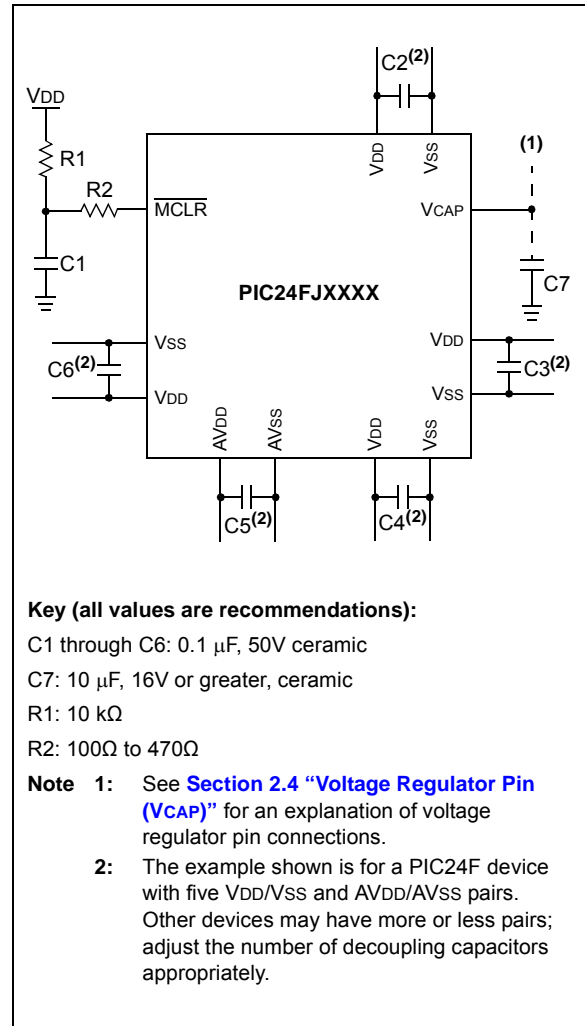 C2(2)
VDD
(1)
R1
VDD
VSS
R2
MCLR
VCAP
C1
C7
PIC24FJXXXX
VSS
VDD
C6(2)
C3(2)
VDD
VSS
AVDD
AVSS
VDD
VSS
C5(2)
C4(2)
Key (all values are recommendations):
C1 through C6: 0.1 μF, 50V ceramic
C7: 10 μF, 16V or greater, ceramic
R1: 10 kΩ
R2: 100Ω to 470Ω
Note 1: See Section 2.4 “Voltage Regulator Pin
(VCAP)” for an explanation of voltage
regulator pin connections.
2: The example shown is for a PIC24F device
with five VDD/VSS and AVDD/AVSS pairs.
Other devices may have more or less pairs;
adjust the number of decoupling capacitors
appropriately.